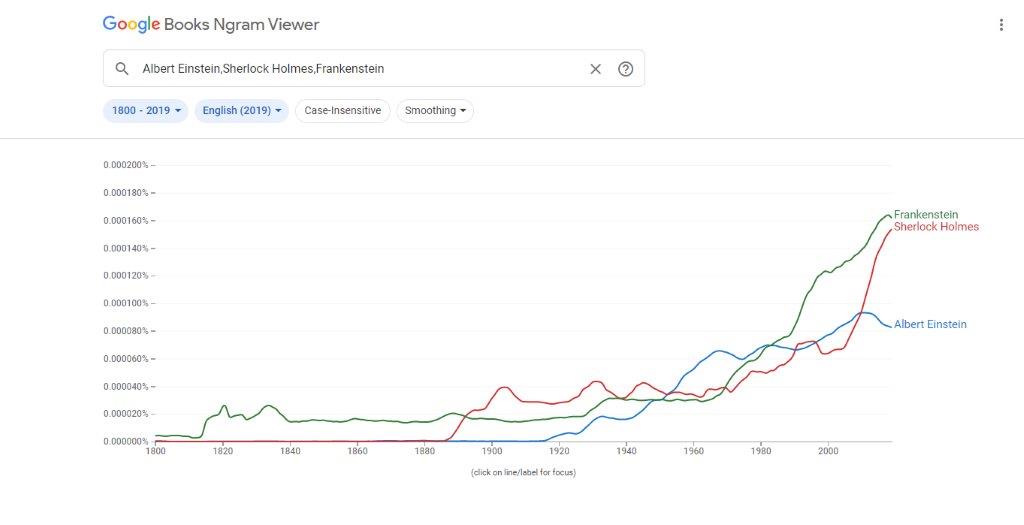 Google Books Ngram Viewer
Albert Einstein,Sherlock Holmes,Frankenstein
1800 - 2019 English (2019) Case-Insensitive Smoothing
0.000200%
0.000180%
0.000160%
0.000140%
0.000120%
0.000100%
0.000080%
0.000060%
0.000040%
0.000020%
0.000000%
Frankenstein
Sherlock Holmes
Albert Einstein
1800 1820 1840 1860 1880 1900 1920 1940 1960 1980 2000
(click on line/label for focus)